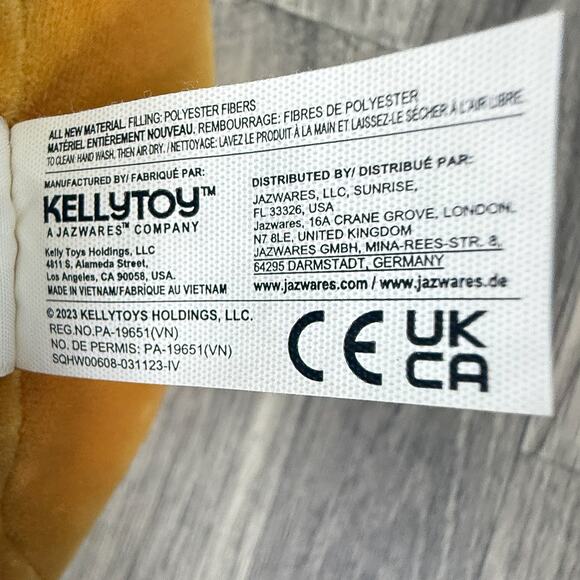 ALL NEW MATERIAL. FILLING: POLYESTER FIBERS
MATÉRIEL ENTIÈREMENT NOUVEAU. REMBOURRAGE: FIBRES DE POLYESTER
TO CLEAN: HAND WASH, THEN AIR DRY. / NETTOYAGE: LAVEZ LE PRODUIT À LA MAIN ET LAISSEZ-LE SÉCHER À L'AIR LIBRE.
MANUFACTURED BY/ FABRIQUÉ PAR:
KELLYTOY™
A JAZWARES™ COMPANY
Kelly Toys Holdings, LLC
4811 S, Alameda Street,
Los Angeles, CA 90058, USA.
MADE IN VIETNAM/FABRIQUÉ AU VIETNAM
DISTRIBUTED BY/ DISTRIBUÉ PAR:
JAZWARES, LLC, SUNRISE,
FL 33326, USA
Jazwares, 16A CRANE GROVE, LONDON,
N7 8LE, UNITED KINGDOM
JAZWARES GMBH, MINA-REES-STR. 8,
64295 DARMSTADT, GERMANY
www.jazwares.com / www.jazwares.de
© 2023 KELLYTOYS HOLDINGS, LLC.
REG.NO.PA-19651(VN)
NO. DE PERMIS: PA-19651(VN)
SQHW00608-031123-IV
CE
UK
CA